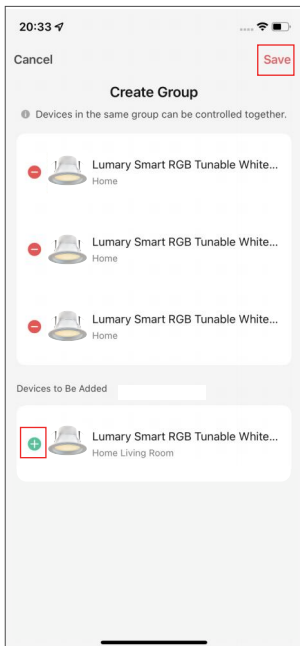 20:33
Cancel
Save
Create Group
Devices in the same group can be controlled together.
Lumary Smart RGB Tunable White...
Home
Lumary Smart RGB Tunable White...
Home
Lumary Smart RGB Tunable White...
Home
Devices to Be Added
Lumary Smart RGB Tunable White...
Home Living Room